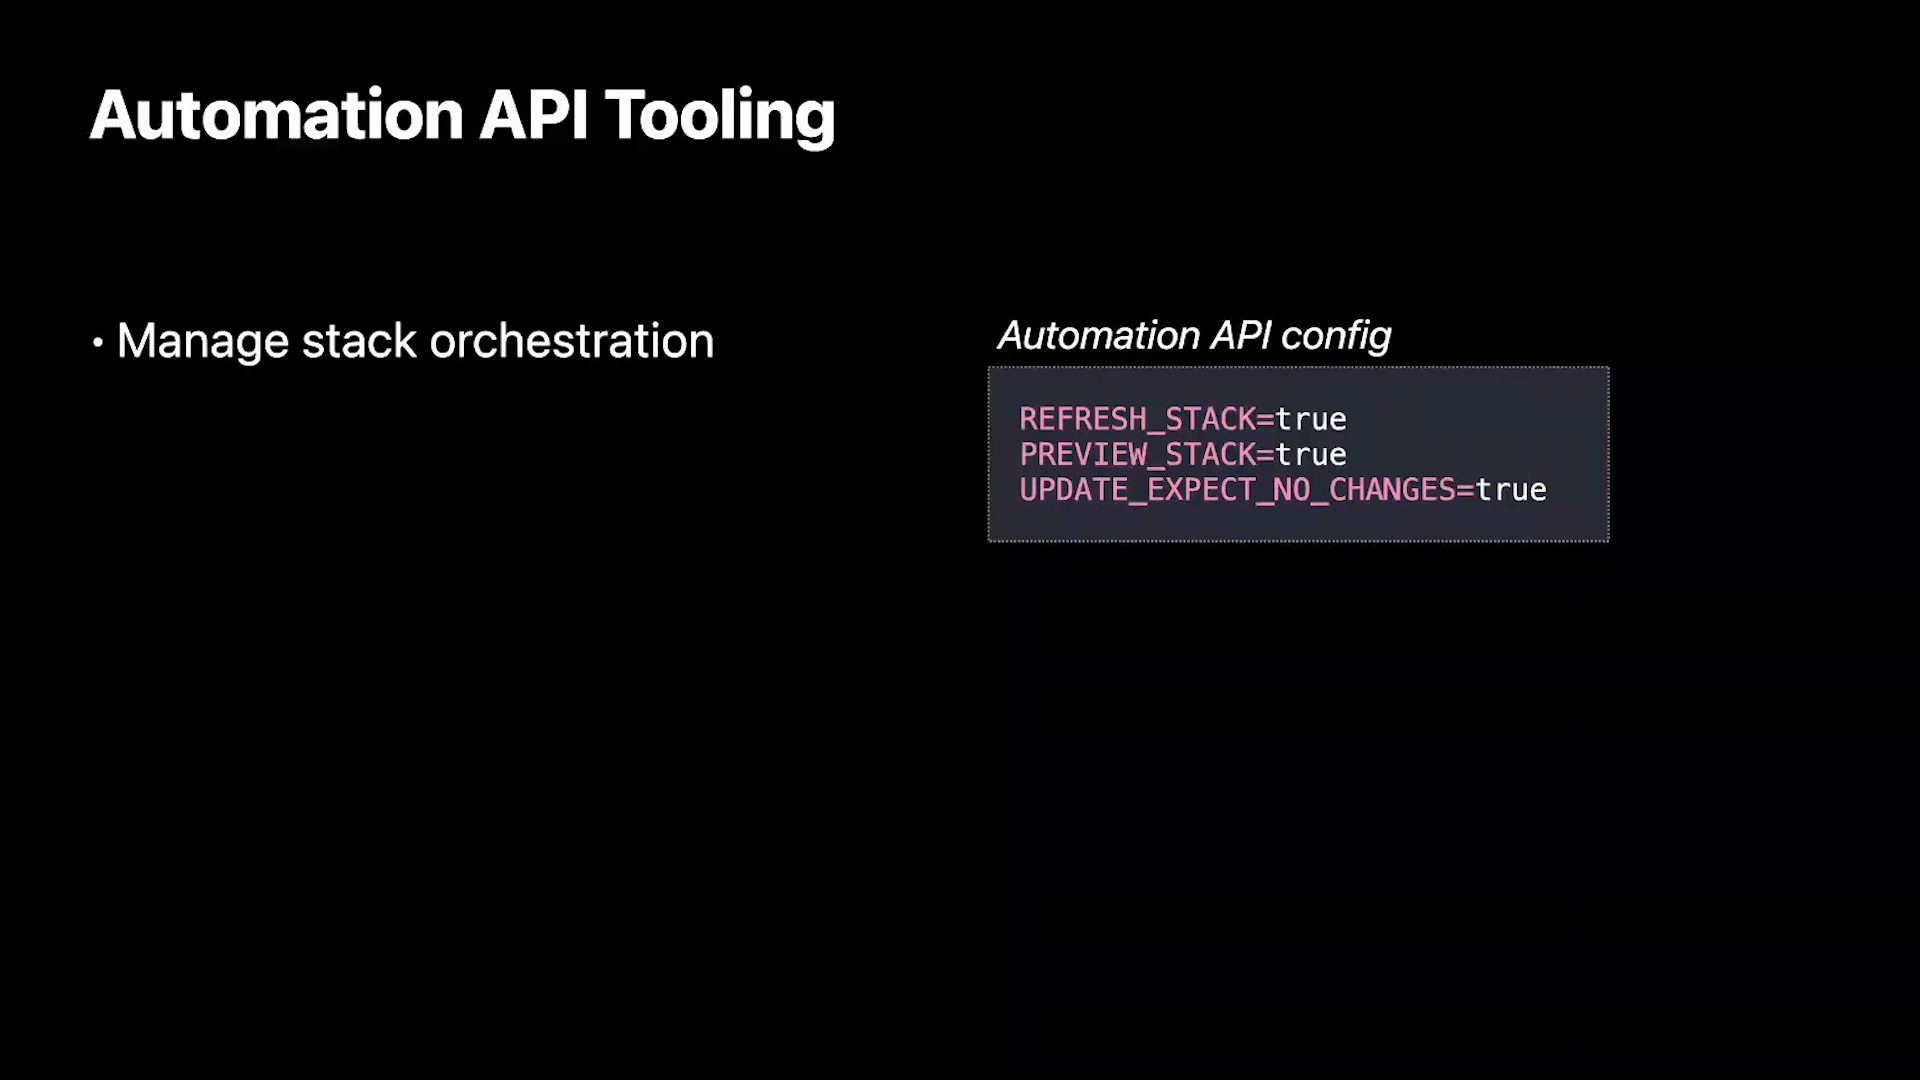 Automation API Tooling
• Manage stack orchestration
Automation API config
REFRESH_STACK=true
PREVIEW_STACK=true
UPDATE_EXPECT_NO_CHANGES=true